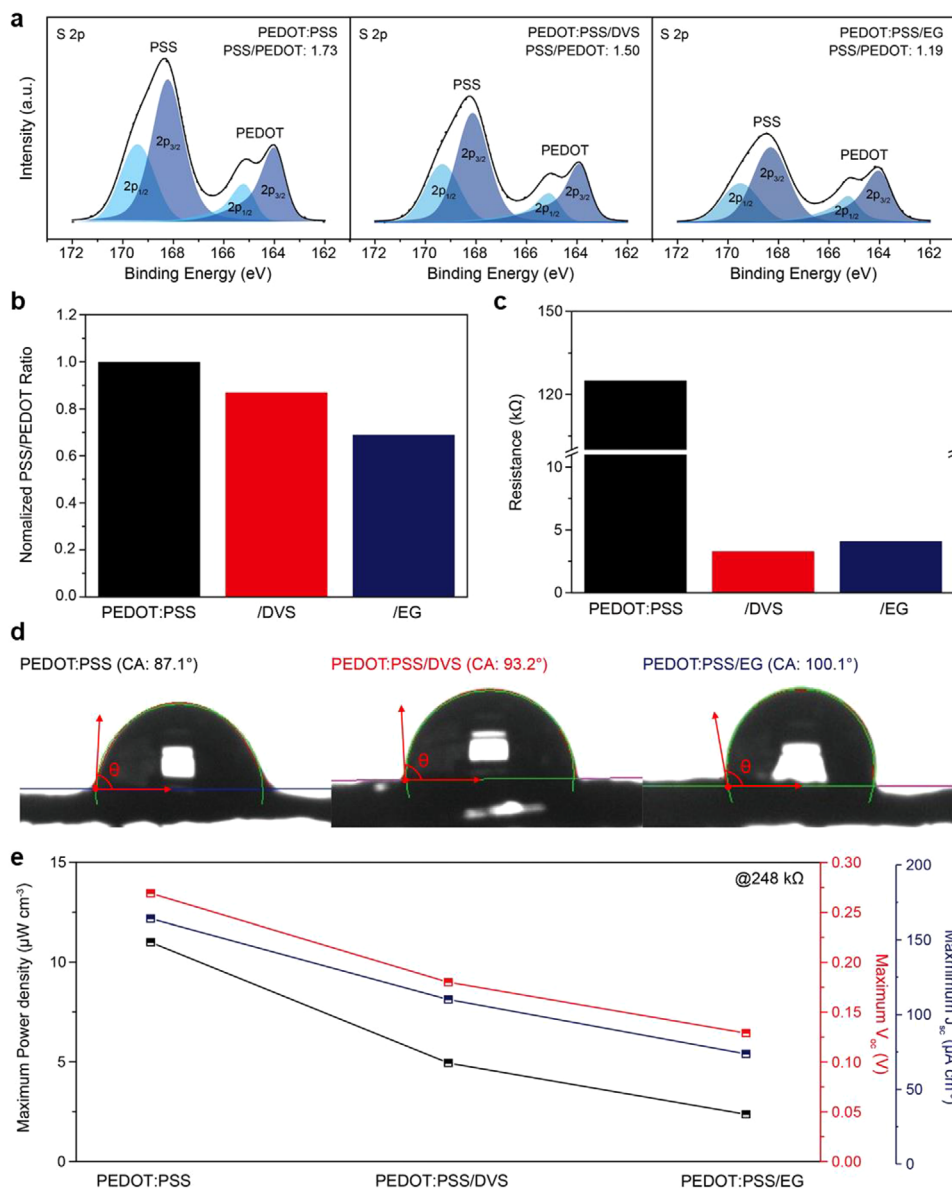 a
S 2p
PEDOT:PSS
PSS/PEDOT: 1.73
PSS
PEDOT
2p1/2
2p3/2
2p1/2
2p3/2
S 2p
PEDOT:PSS/DVS
PSS/PEDOT: 1.50
PSS
PEDOT
2p1/2
2p3/2
2p1/2
2p3/2
S 2p
PEDOT:PSS/EG
PSS/PEDOT: 1.19
PSS
PEDOT
2p1/2
2p3/2
2p1/2
2p3/2
Intensity (a.u.)
172 170 168 166 164 162
172 170 168 166 164 162
172 170 168 166 164 162
Binding Energy (eV)
Binding Energy (eV)
Binding Energy (eV)
b
Nomalized PSS/PEDOT Ratio
1.2
1.0
0.8
0.6
0.4
0.2
0.0
PEDOT:PSS /DVS /EG
c
Resistance (kΩ)
150
120
10
5
0
PEDOT:PSS /DVS /EG
d
PEDOT:PSS (CA: 87.1°)
θ
PEDOT:PSS/DVS (CA: 93.2°)
θ
PEDOT:PSS/EG (CA: 100.1°)
θ
e
@248 kΩ
Maximum Power density (μW cm-3)
15
10
5
0
PEDOT:PSS PEDOT:PSS/DVS PEDOT:PSS/EG
0.30
0.25
0.20
0.15
0.10
0.05
0.00
Maximum Voc (V)
200
150
100
50
0